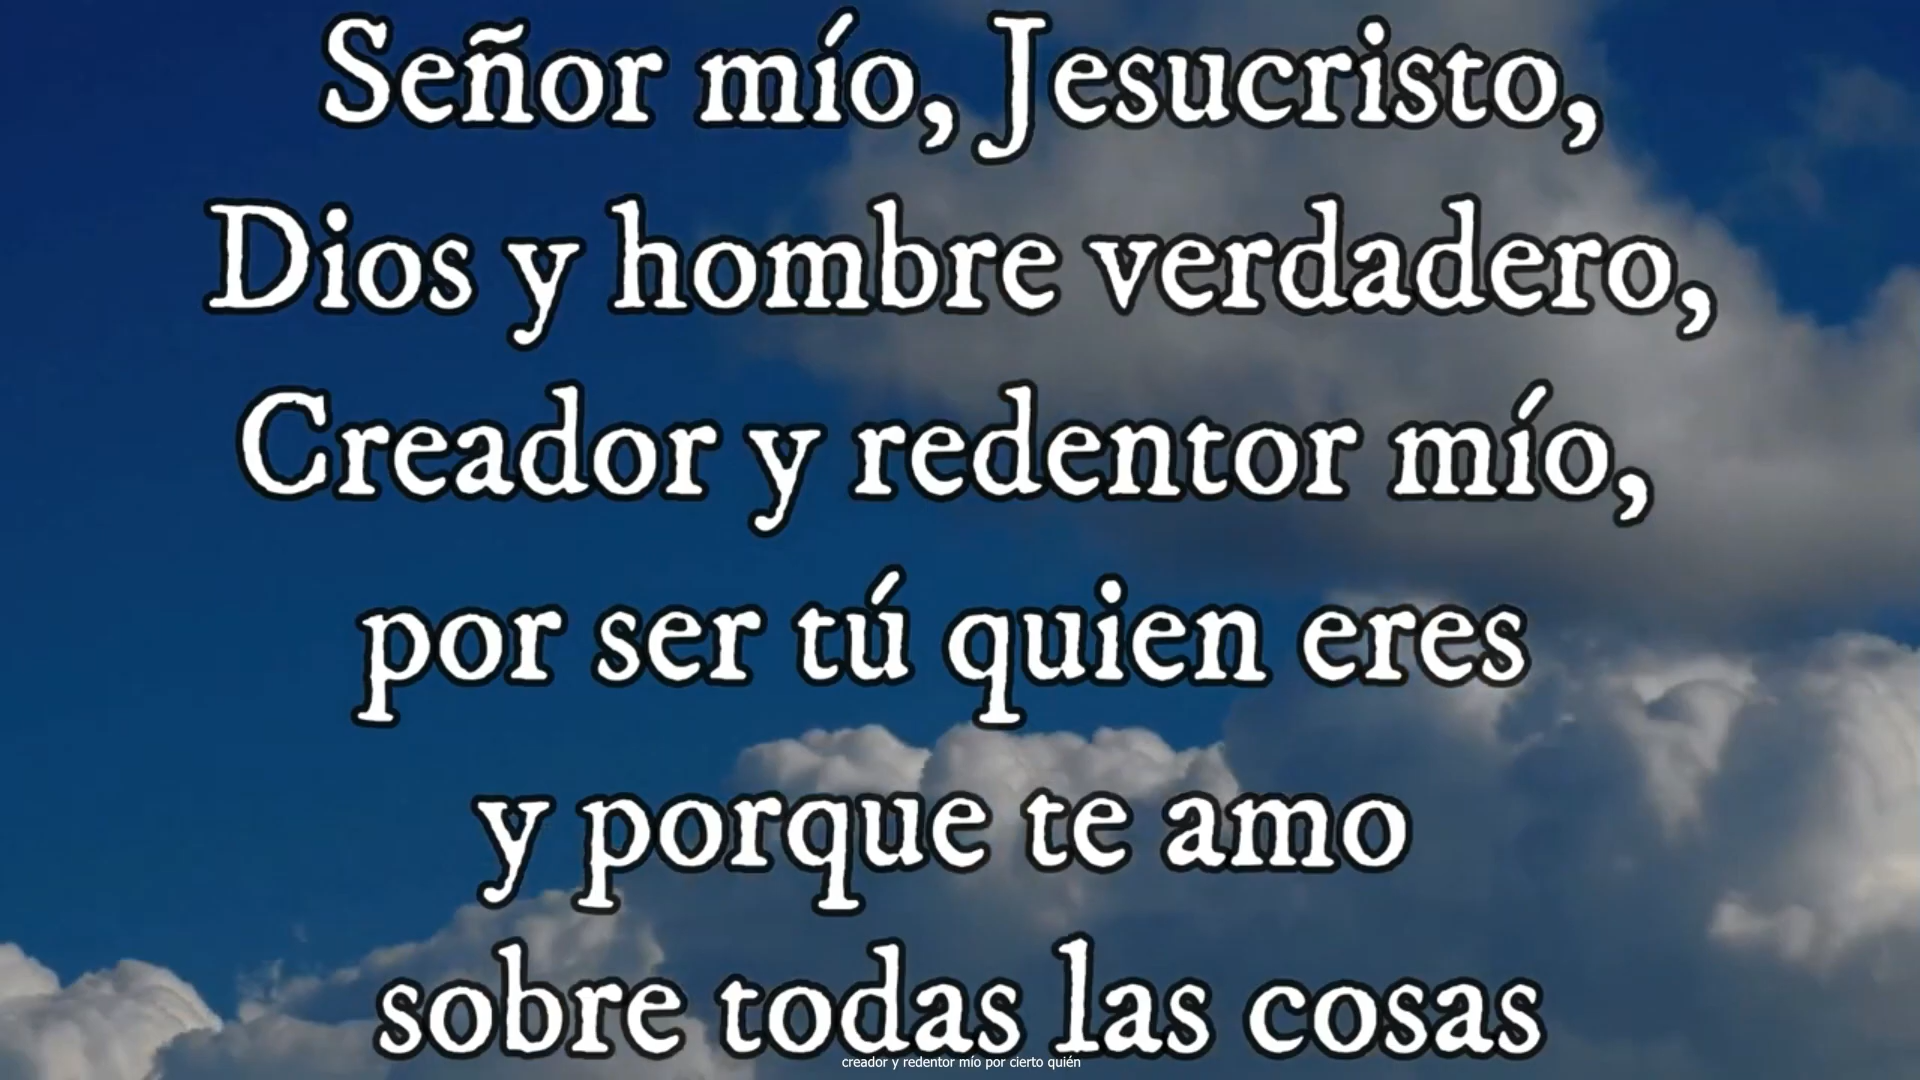 Señor mío, Jesucristo,
Dios y hombre verdadero,
Creador y redentor mío,
por ser tú quien eres
y porque te amo
sobre todas las cosas
creador y redentor mío por cierto quién